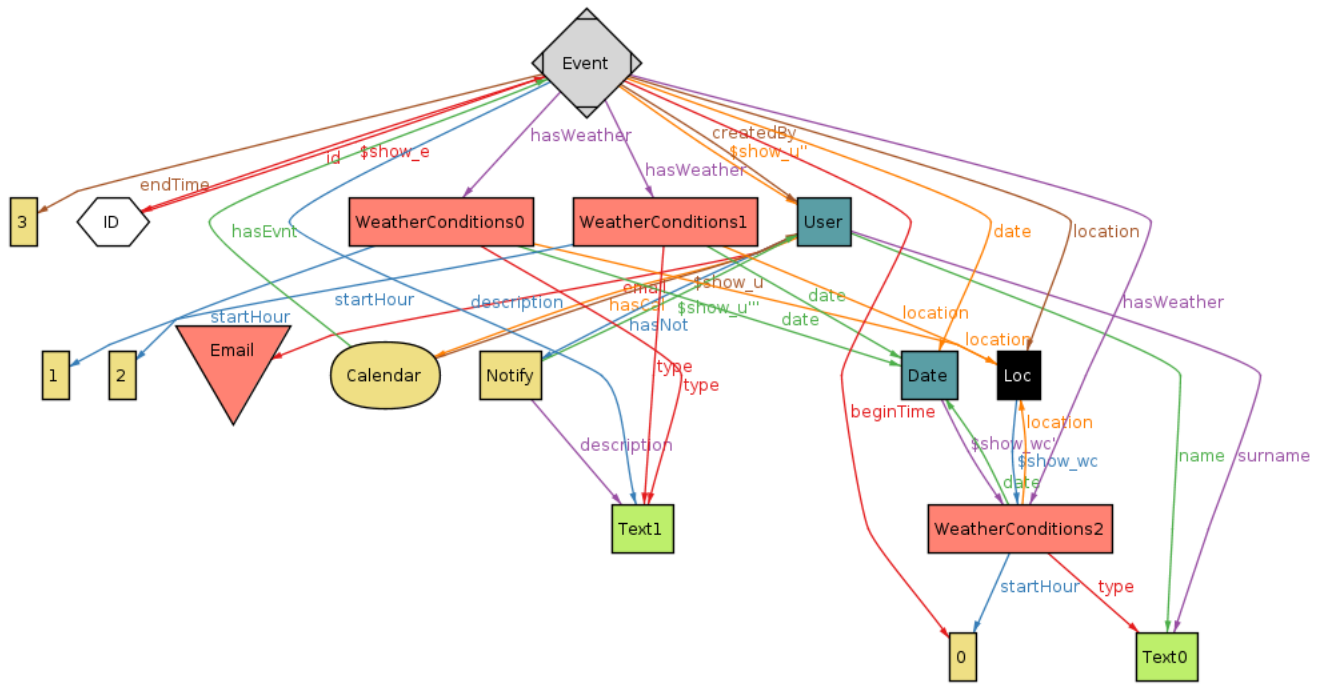 Event
createdBy
hasWeather
$show_e
$show_u''
id
hasWeather
endTime
3
ID
WeatherConditions0
WeatherConditions1
User
hasEvnt
date
location
$show_u
email
startHour
description
date
hasWeather
hasCal
$show_u'''
startHour
hasNot
date
location
location
Email
type
1
2
Calendar
Notify
Date
Loc
type
beginTime
location
description
$show_wc'
name
surname
$show_wc
date
Text1
WeatherConditions2
startHour
type
0
Text0